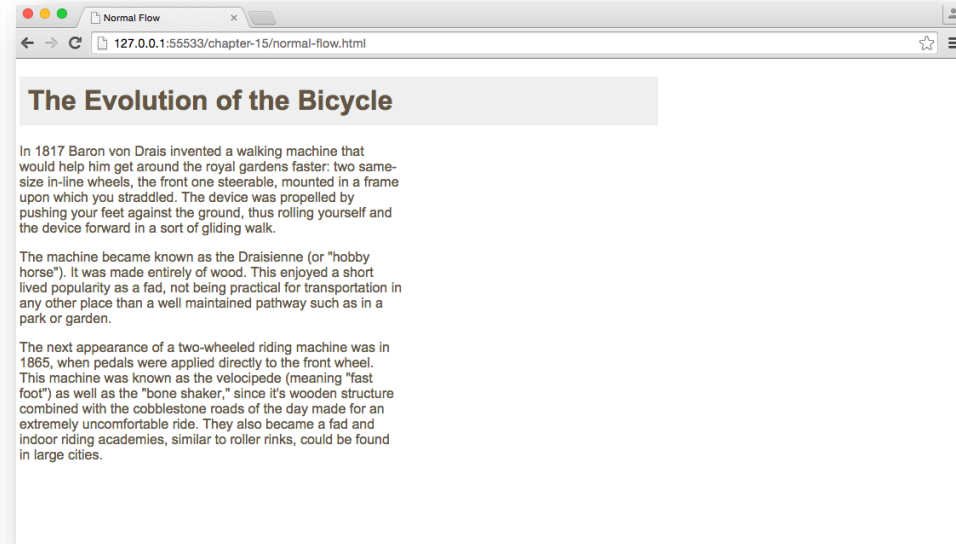 Normal Flow
127.0.0.1:55533/chapter-15/normal-flow.html
The Evolution of the Bicycle
In 1817 Baron von Drais invented a walking machine that
would help him get around the royal gardens faster: two same-
size in-line wheels, the front one steerable, mounted in a frame
upon which you straddled. The device was propelled by
pushing your feet against the ground, thus rolling yourself and
the device forward in a sort of gliding walk.
The machine became known as the Draisienne (or "hobby
horse"). It was made entirely of wood. This enjoyed a short
lived popularity as a fad, not being practical for transportation in
any other place than a well maintained pathway such as in a
park or garden.
The next appearance of a two-wheeled riding machine was in
1865, when pedals were applied directly to the front wheel.
This machine was known as the velocipede (meaning "fast
foot") as well as the "bone shaker," since it's wooden structure
combined with the cobblestone roads of the day made for an
extremely uncomfortable ride. They also became a fad and
indoor riding academies, similar to roller rinks, could be found
in large cities.